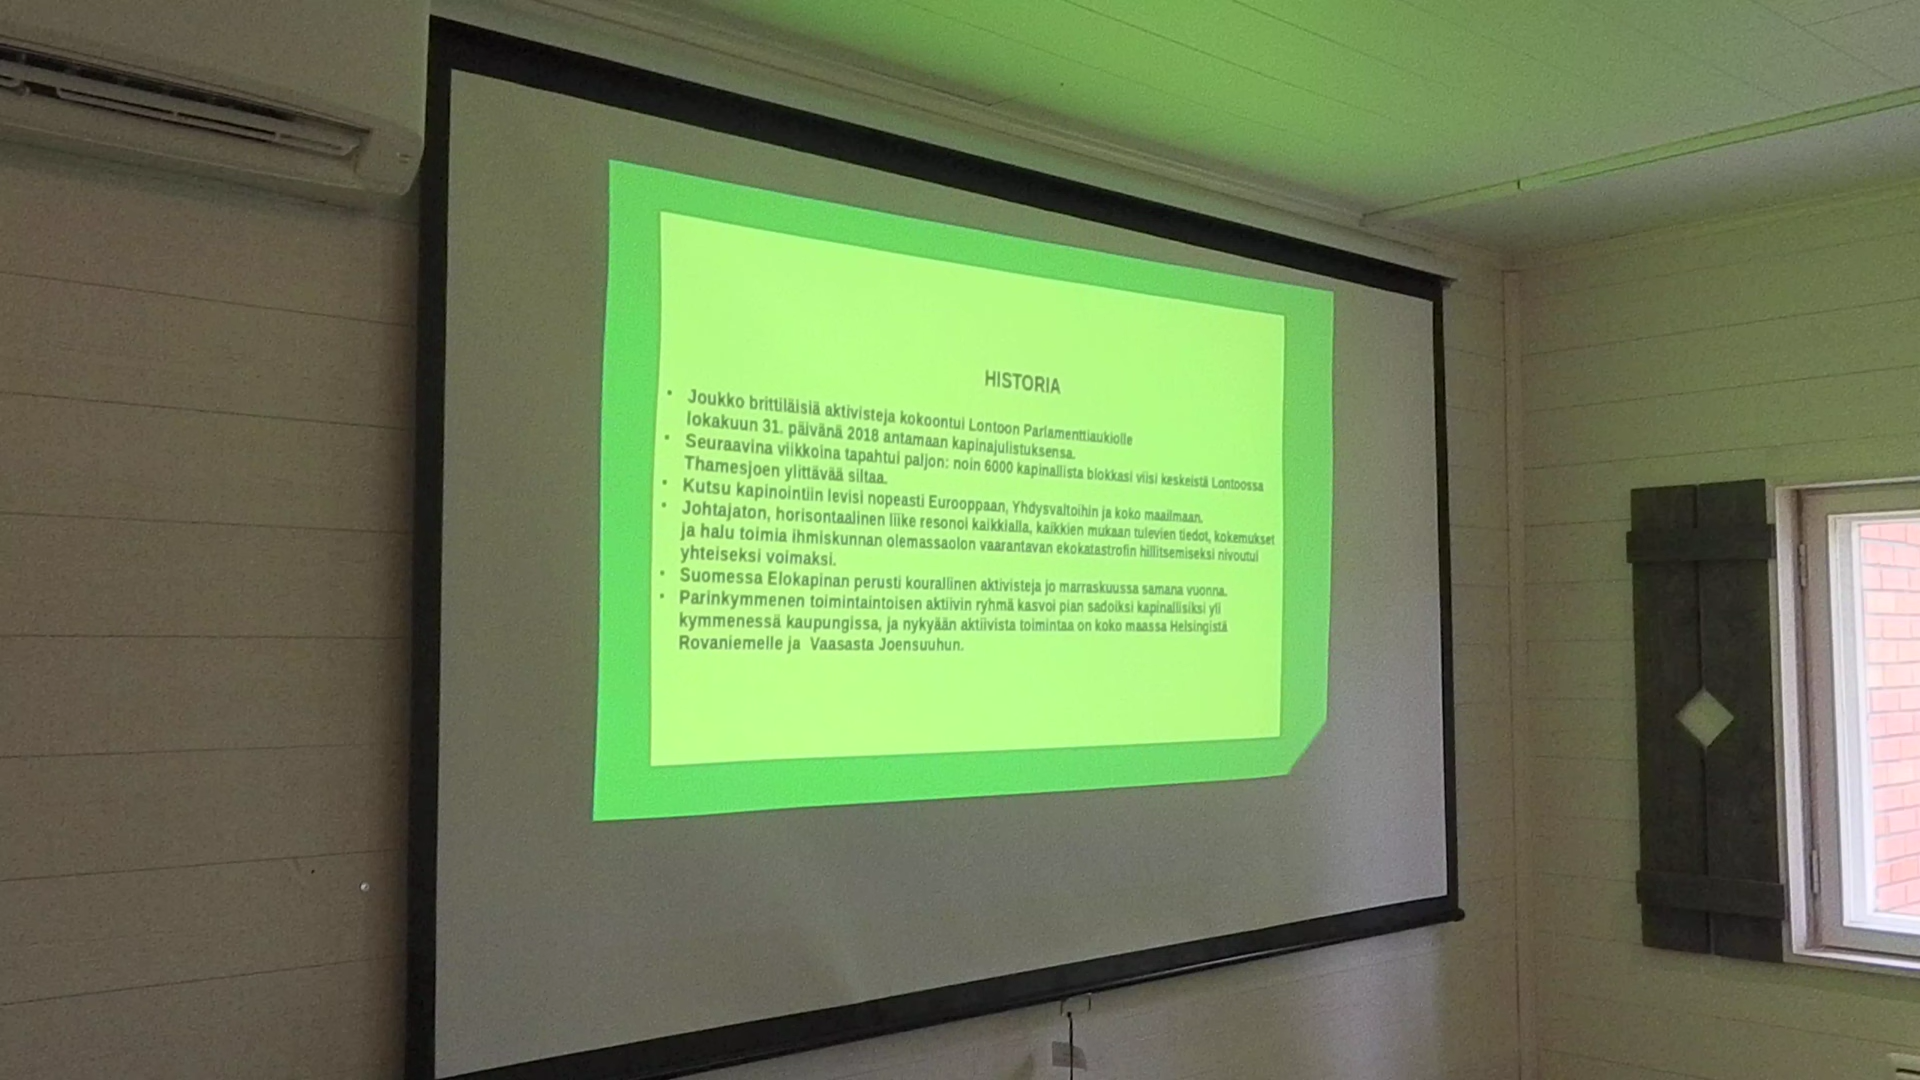 HISTORIA
• Joukko brittiläisiä aktivisteja kokoontui Lontoon Parlamenttiaukiolle
lokakuun 31. päivänä 2018 antamaan kapinajulistuksensa.
• Seuraavina viikkoina tapahtui paljon: noin 6000 kapinallista blokkasi viisi keskeistä Lontoossa
Thamesjoen ylittävää siltaa.
• Kutsu kapinointiin levisi nopeasti Eurooppaan, Yhdysvaltoihin ja koko maailmaan.
• Johtajaton, horisontaalinen liike resonoi kaikkialla, kaikkien mukaan tulevien tiedot, kokemukset
ja halu toimia ihmiskunnan olemassaolon vaarantavan ekokatastrofin hillitsemiseksi nivoutui
yhteiseksi voimaksi.
• Suomessa Elokapinan perusti kourallinen aktivisteja jo marraskuussa samana vuonna.
• Parinkymmenen toimintaintoisen aktiivin ryhmä kasvoi pian sadoiksi kapinallisiksi yli
kymmenessä kaupungissa, ja nykyään aktiivista toimintaa on koko maassa Helsingistä
Rovaniemelle ja Vaasasta Joensuuhun.